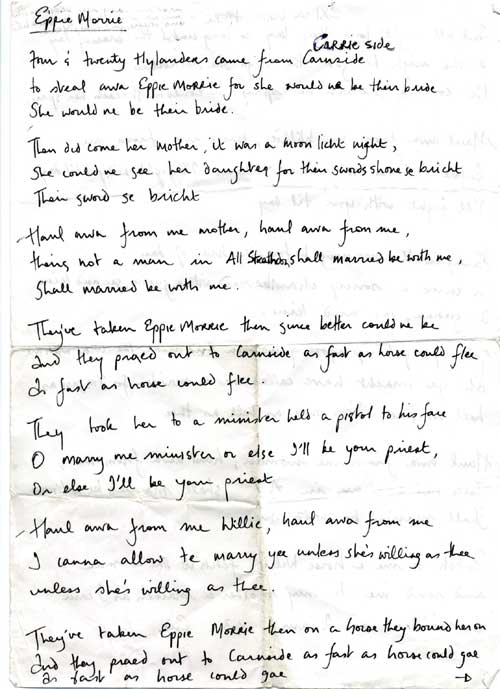 Eppie Morrie
CARRIE SIDE
Four & twenty Hylanders came from Carnside
to steal awa Eppie Morrie for she would ne be their bride
She would ne be their bride.
Then did come her mother, it was a moon licht night,
She could ne see her daughter for their swords shone se bricht
Their sword se bricht
Haul awa from me mother, haul awa from me,
theirs not a man in All Strathdon, shall married be with me,
Shall married be with me.
They've taken Eppie Morrie then since better could ne be
and they praed out to Carnside as fast as horse could flee
As fast as horse could flee.
They took her to a minister held a pistol to his face
O marry me minister or else I'll be your priest,
Or else I'll be your priest
Haul awa from me Willie, haul awa from me
I canna allow te marry yee unless she's willing as thee
unless she's willing as thee.
They've taken Eppie Morrie then on a horse they bound her on
and they praed out to Carnside as fast as horse could gae
as fast as horse could gae